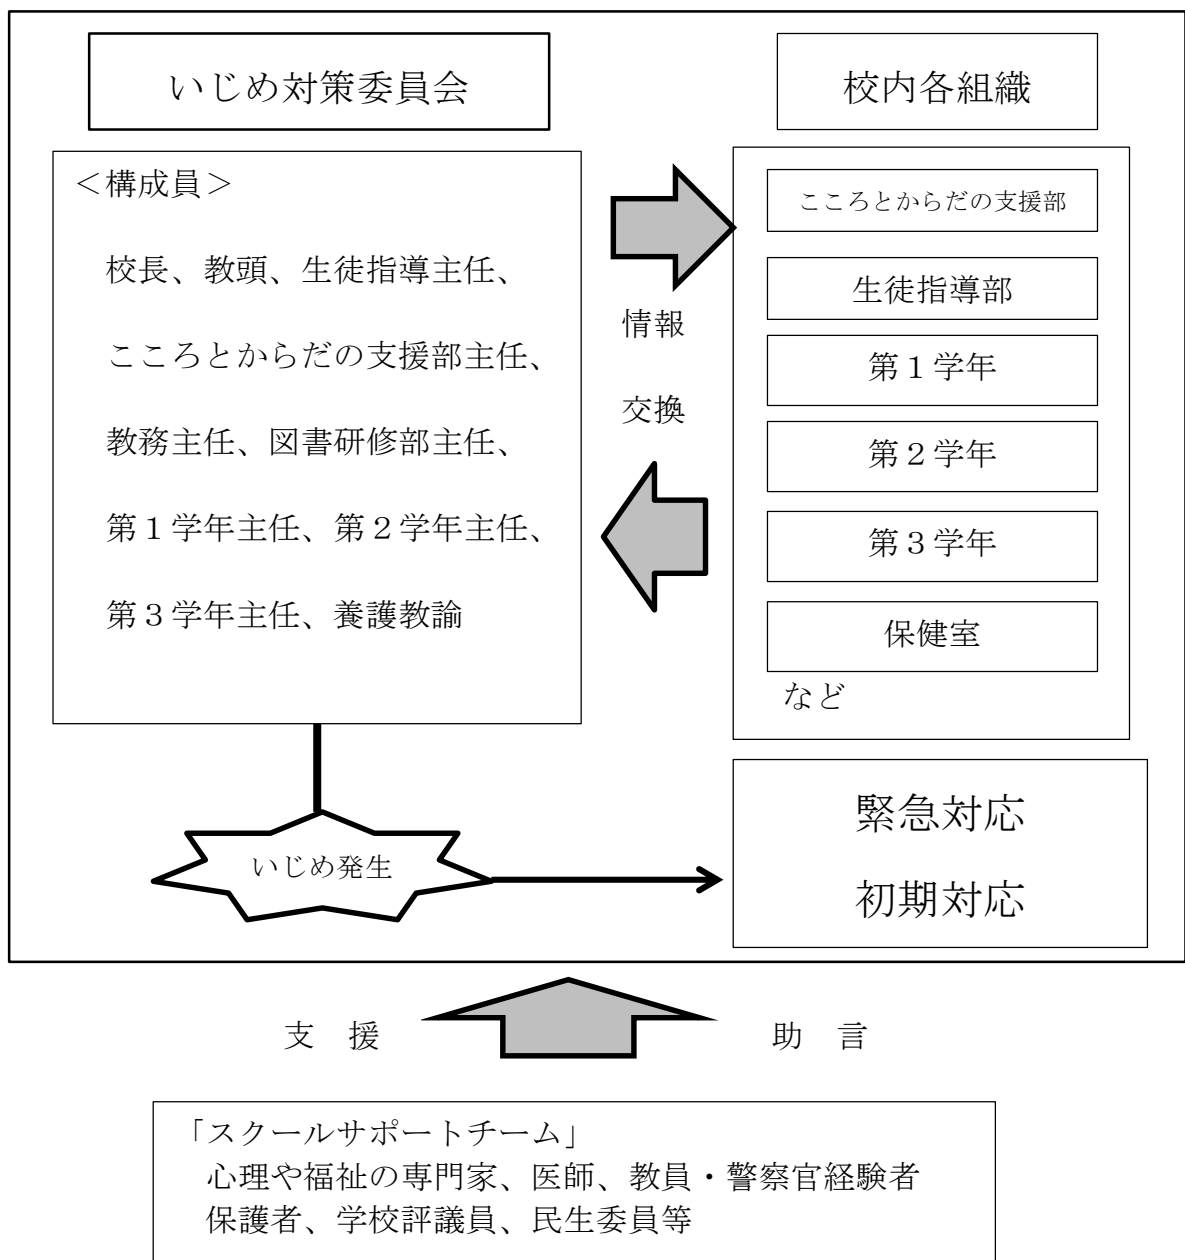 いじめ対策委員会
＜構成員＞
校長、教頭、生徒指導主任、
こころとからだの支援部主任、
教務主任、図書研修部主任、
第１学年主任、第２学年主任、
第３学年主任、養護教諭
情報
交換
校内各組織
こころとからだの支援部
生徒指導部
第１学年
第２学年
第３学年
保健室
など
いじめ発生
緊急対応
初期対応
支　援
助　言
「スクールサポートチーム」
心理や福祉の専門家、医師、教員・警察官経験者
保護者、学校評議員、民生委員等